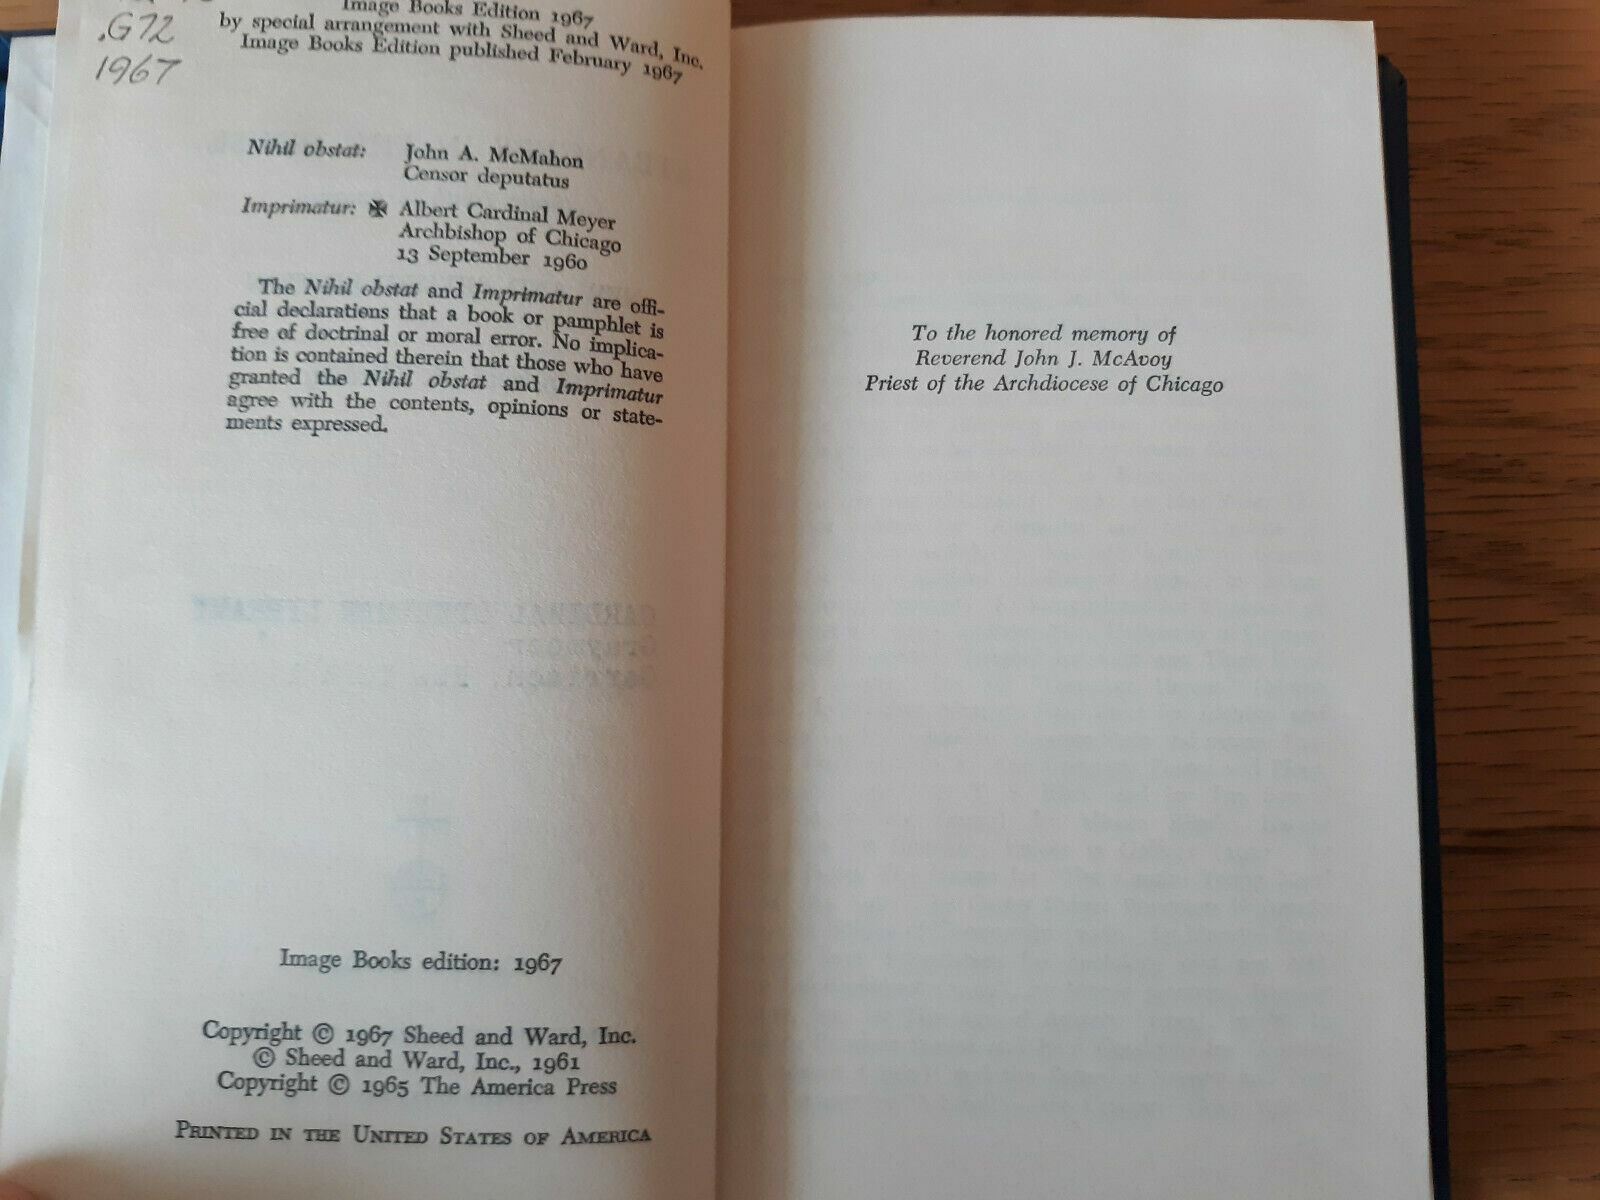 Image Books Edition 1967
by special arrangement with Sheed and Ward, Inc.
Image Books Edition published February 1967
.G72
1967
Nihil obstat: John A. McMahon
Censor deputatus
Imprimatur: ✠ Albert Cardinal Meyer
Archbishop of Chicago
13 September 1960
The Nihil obstat and Imprimatur are offi-
cial declarations that a book or pamphlet is
free of doctrinal or moral error. No implica-
tion is contained therein that those who have
granted the Nihil obstat and Imprimatur
agree with the contents, opinions or state-
ments expressed.
Image Books edition: 1967
Copyright © 1967 Sheed and Ward, Inc.
© Sheed and Ward, Inc., 1961
Copyright © 1965 The America Press
PRINTED IN THE UNITED STATES OF AMERICA
To the honored memory of
Reverend John J. McAvoy
Priest of the Archdiocese of Chicago